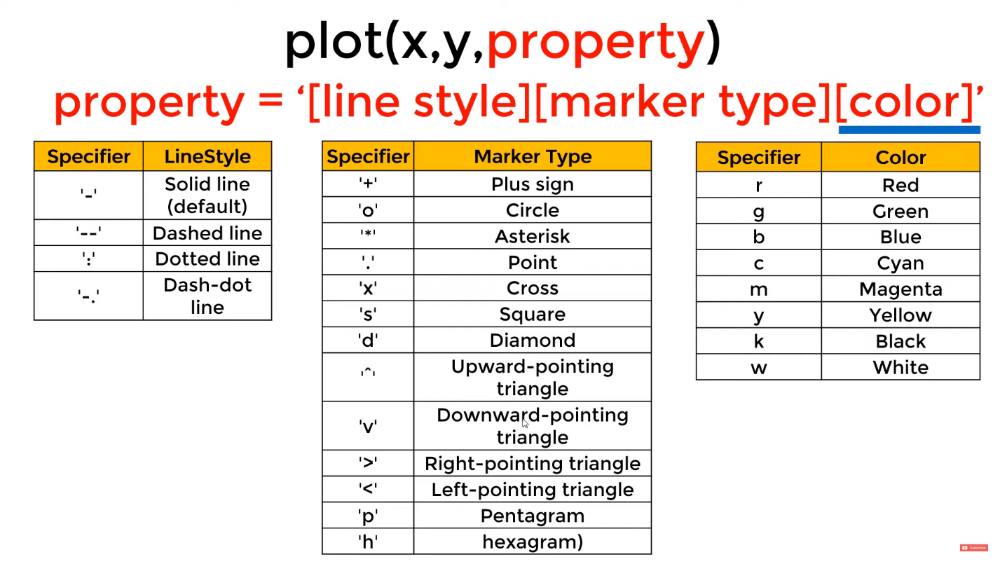 plot(x,y,property)
property = ‘[line style][marker type][color]’
Specifier LineStyle
'-' Solid line
(default)
'--' Dashed line
':' Dotted line
'-.' Dash-dot
line
Specifier Marker Type
'+' Plus sign
'o' Circle
'*' Asterisk
'.' Point
'x' Cross
's' Square
'd' Diamond
'^' Upward-pointing
triangle
'v' Downward-pointing
triangle
'>' Right-pointing triangle
'<' Left-pointing triangle
'p' Pentagram
'h' hexagram)
Specifier Color
r Red
g Green
b Blue
c Cyan
m Magenta
y Yellow
k Black
w White
Subscribe